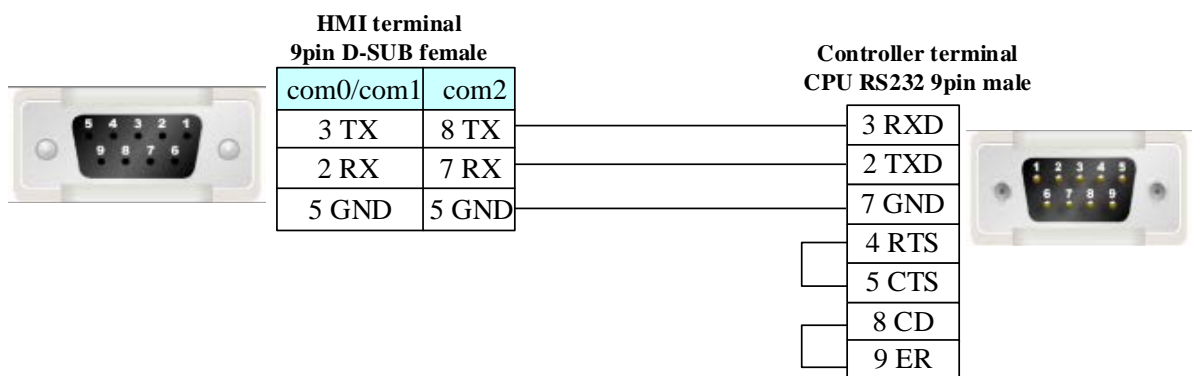 HMI terminal
9pin D-SUB female
com0/com1 com2
3 TX 8 TX
2 RX 7 RX
5 GND 5 GND
5 4 3 2 1
9 8 7 6
Controller terminal
CPU RS232 9pin male
3 RXD
2 TXD
7 GND
4 RTS
5 CTS
8 CD
9 ER
1 2 3 4 5
6 7 8 9